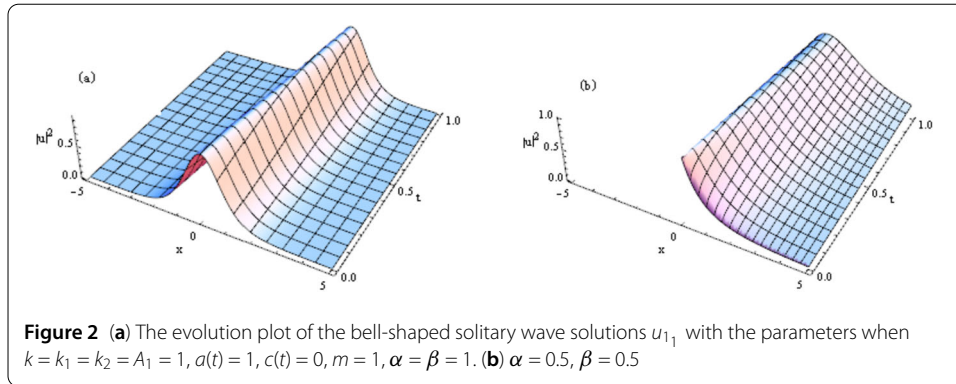 (a)
|u|²
0.5
0.0
-5
0
x
5
0.0
0.5
t
1.0
(b)
1.0
|u|²
0.5
0.0
-5
0
x
5
0.0
0.5
t
1.0
Figure 2 (a) The evolution plot of the bell-shaped solitary wave solutions u₁₁ with the parameters when
k = k₁ = k₂ = A₁ = 1, a(t) = 1, c(t) = 0, m = 1, α = β = 1. (b) α = 0.5, β = 0.5